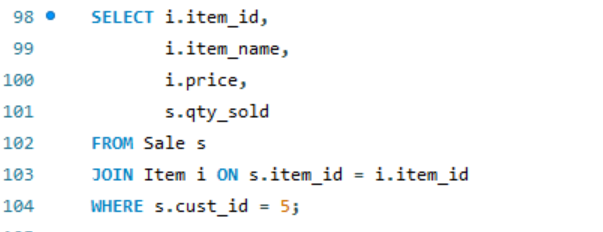 98 SELECT i.item_id,
99 i.item_name,
100 i.price,
101 s.qty_sold
102 FROM Sale s
103 JOIN Item i ON s.item_id = i.item_id
104 WHERE s.cust_id = 5;